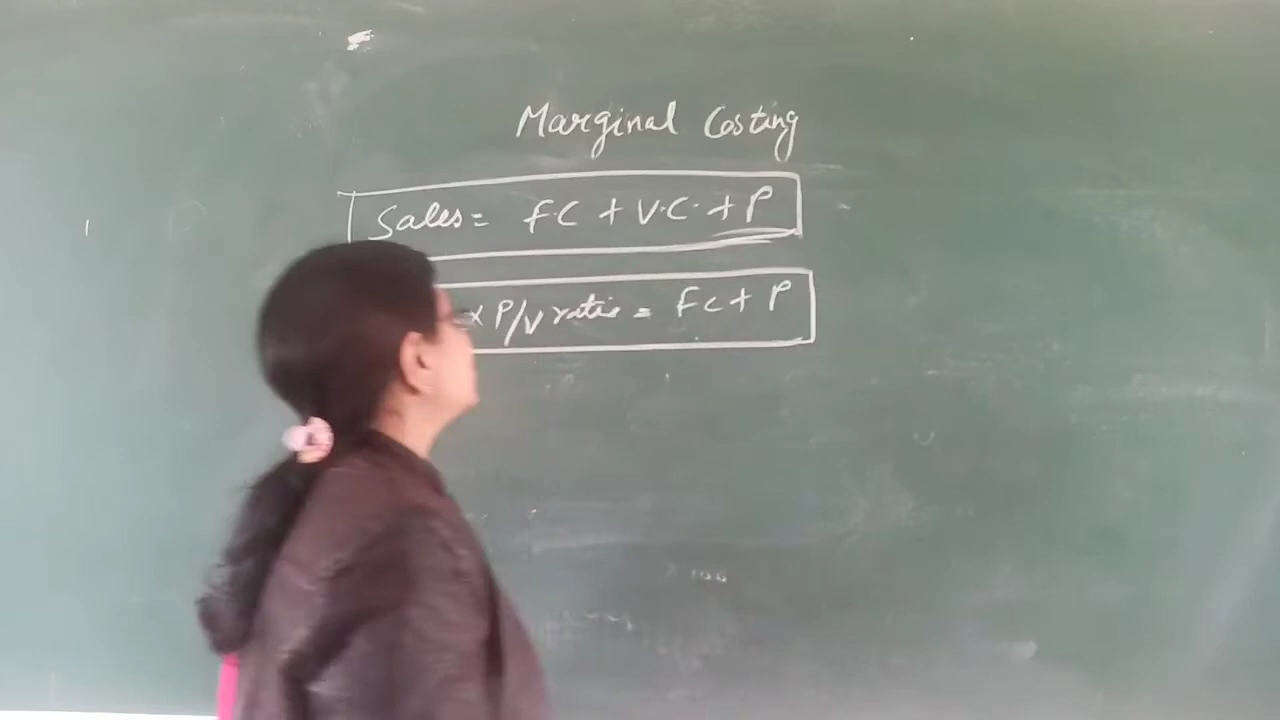 Marginal Costing
Sales = F.C + V.C. + P
x P/V ratio = FC + P